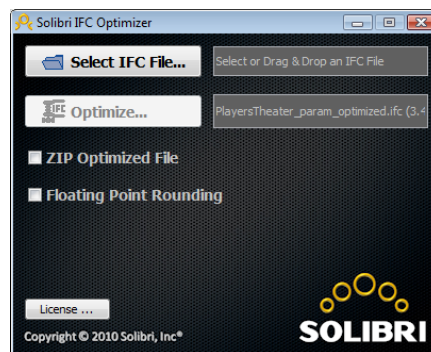 Solibri IFC Optimizer
Select IFC File...
Select or Drag & Drop an IFC File
IFC
Optimize...
PlayersTheater_param_optimized.ifc (3.4
ZIP Optimized File
Floating Point Rounding
License ...
Copyright © 2010 Solibri, Inc®
SOLIBRI